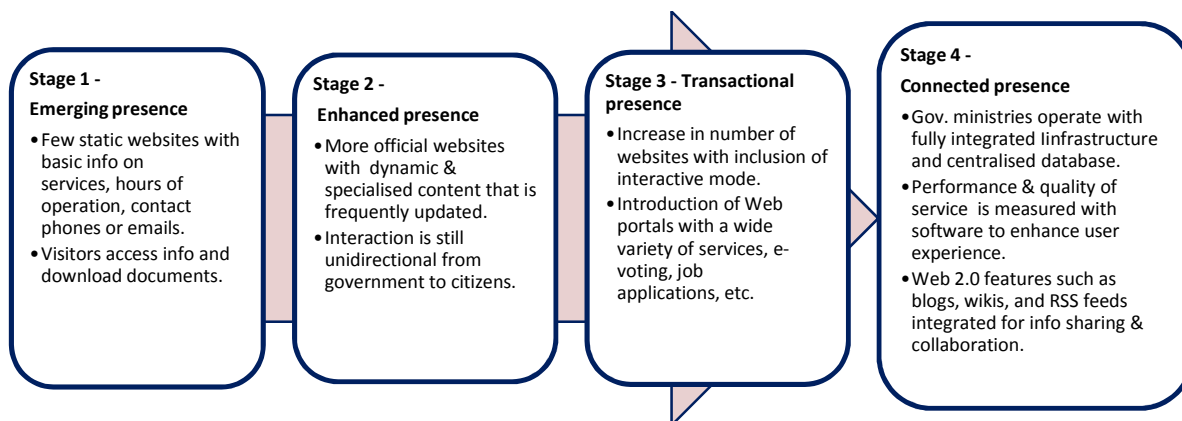 Stage 1 -
Emerging presence
•Few static websites with
basic info on
services, hours of
operation, contact
phones or emails.
•Visitors access info and
download documents.
Stage 2 -
Enhanced presence
•More official websites
with dynamic &
specialised content that is
frequently updated.
•Interaction is still
unidirectional from
government to citizens.
Stage 3 - Transactional
presence
•Increase in number of
websites with inclusion of
interactive mode.
•Introduction of Web
portals with a wide
variety of services, e-
voting, job
applications, etc.
Stage 4 -
Connected presence
•Gov. ministries operate with
fully integrated Iinfrastructure
and centralised database.
•Performance & quality of
service is measured with
software to enhance user
experience.
•Web 2.0 features such as
blogs, wikis, and RSS feeds
integrated for info sharing &
collaboration.